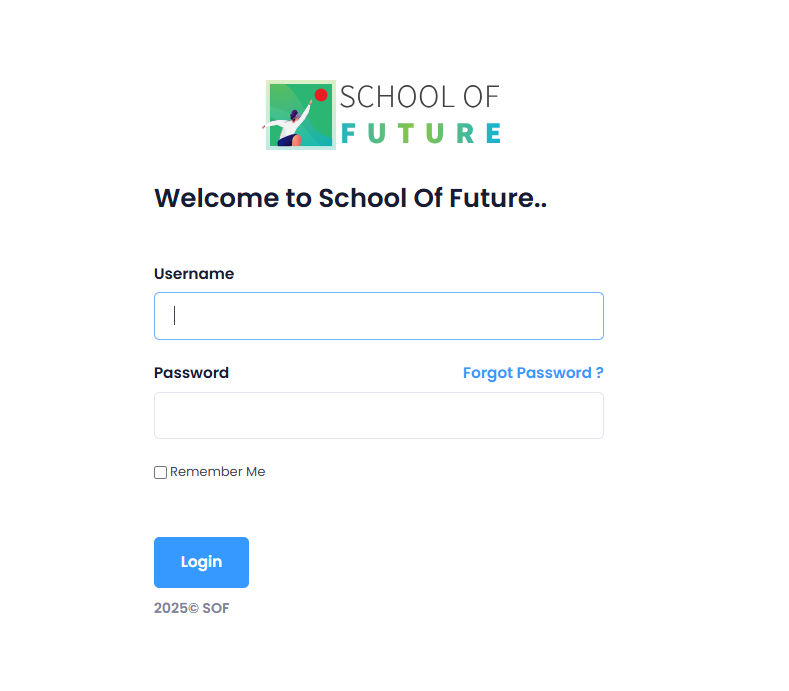 SCHOOL OF
FUTURE
Welcome to School Of Future..
Username
Password Forgot Password ?
Remember Me
Login
2025© SOF